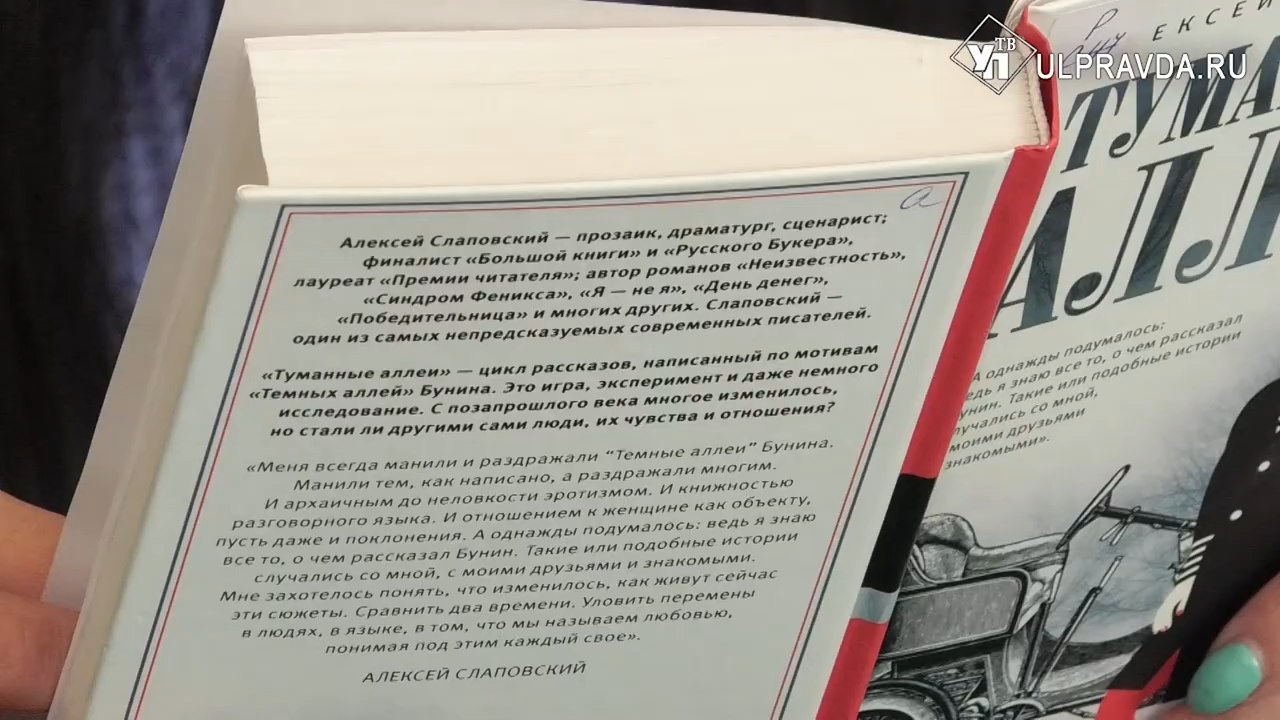 Алексей Слаповский — прозаик, драматург, сценарист;
финалист «Большой книги» и «Русского Букера»,
лауреат «Премии читателя»; автор романов «Неизвестность»,
«Синдром Феникса», «Я — не я», «День денег»,
«Победительница» и многих других. Слаповский —
один из самых непредсказуемых современных писателей.
«Туманные аллеи» — цикл рассказов, написанный по мотивам
«Темных аллей» Бунина. Это игра, эксперимент и даже немного
исследование. С позапрошлого века многое изменилось,
но стали ли другими сами люди, их чувства и отношения?
«Меня всегда манили и раздражали “Темные аллеи” Бунина.
Манили тем, как написано, а раздражали многим.
И архаичным до неловкости эротизмом. И книжностью
разговорного языка. И отношением к женщине как объекту,
пусть даже и поклонения. А однажды подумалось: ведь я знаю
все то, о чем рассказал Бунин. Такие или подобные истории
случались со мной, с моими друзьями и знакомыми.
Мне захотелось понять, что изменилось, как живут сейчас
эти сюжеты. Сравнить два времени. Уловить перемены
в людях, в языке, в том, что мы называем любовью,
понимая под этим каждый свое».
АЛЕКСЕЙ СЛАПОВСКИЙ
а
УП ТВ
ULPRAVDA.RU
Р
ЕКСЕЙ
ТУМА
АЛЛ
А однажды подумалось:
ведь я знаю все то, о чем рассказал
Бунин. Такие или подобные истории
лучались со мной,
моими друзьями
знакомыми».